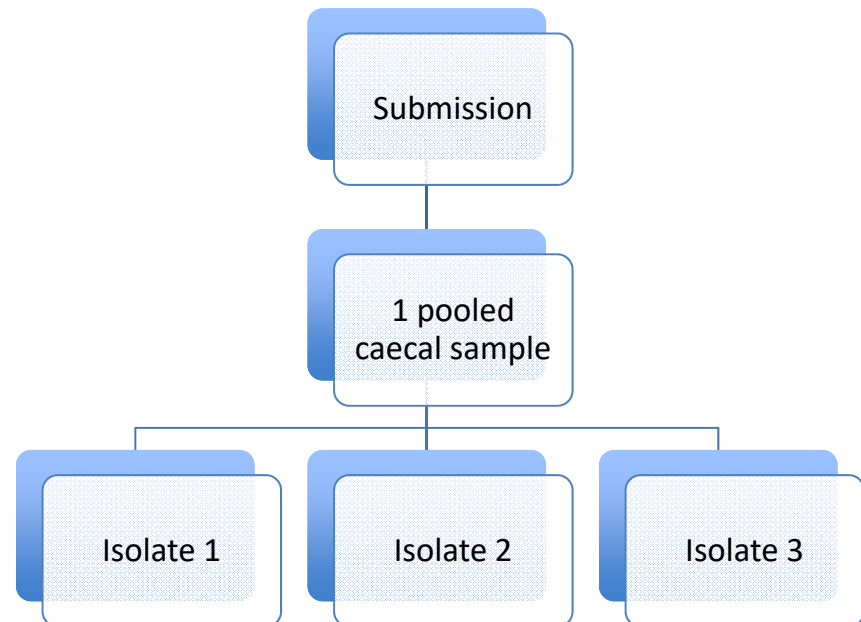 Submission
1 pooled
caecal sample
Isolate 1
Isolate 2
Isolate 3